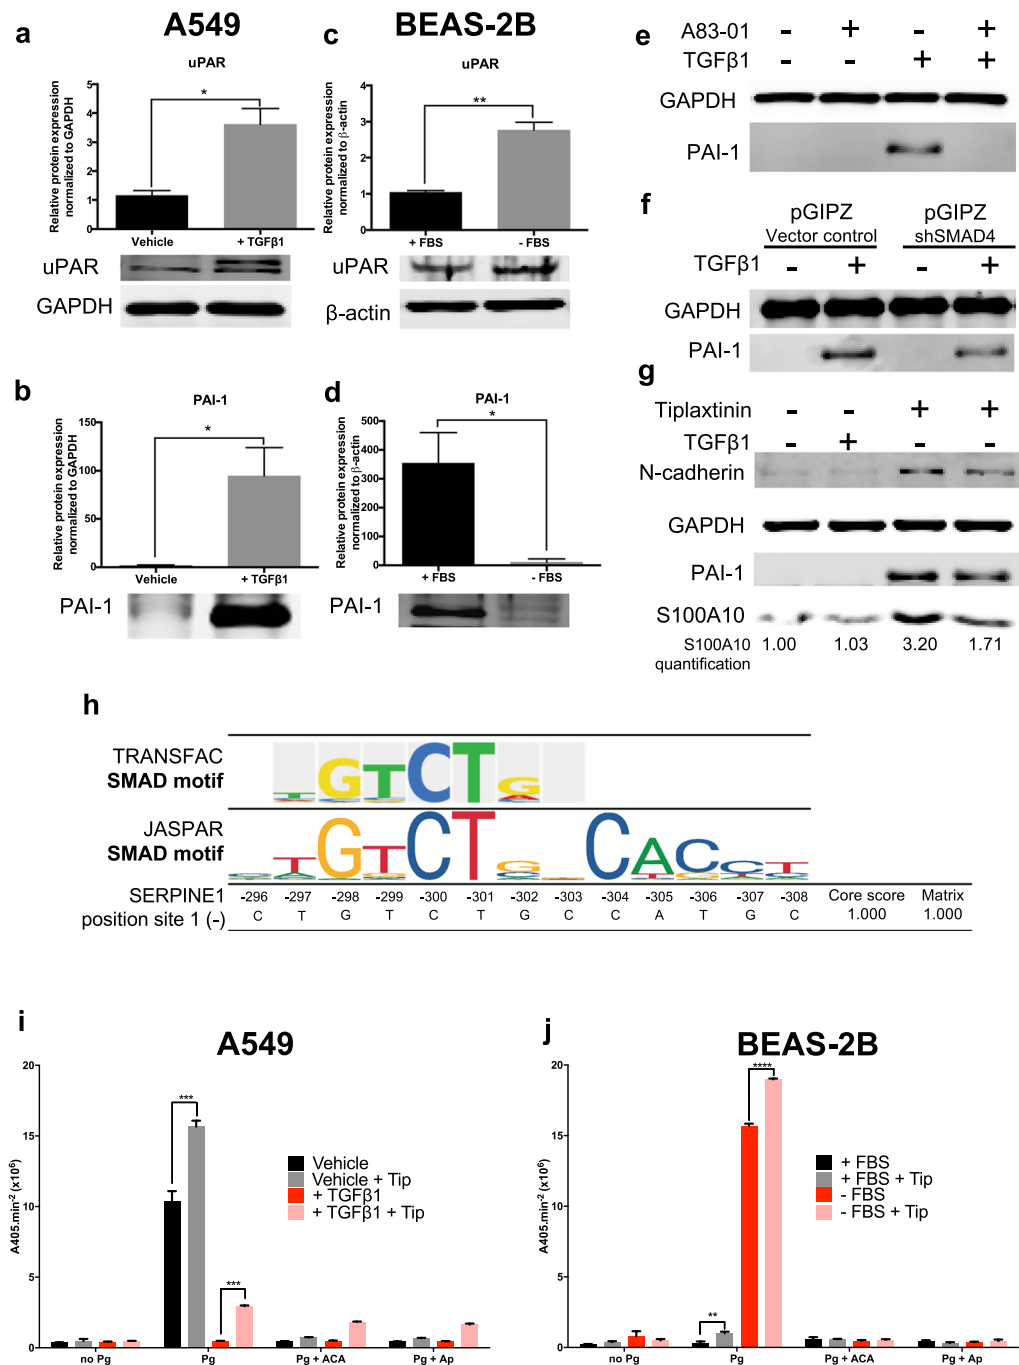 a
A549
uPAR
Relative protein expression
normalized to GAPDH
5
4
3
2
1
0
*
Vehicle
+ TGFβ1
uPAR
GAPDH
c
BEAS-2B
uPAR
Relative protein expression
normalized to β-actin
4
3
2
1
0
**
+ FBS
- FBS
uPAR
β-actin
b
PAI-1
Relative protein expression
normalized to GAPDH
150
100
50
0
*
Vehicle
+ TGFβ1
PAI-1
d
PAI-1
Relative protein expression
normalized to β-actin
500
400
300
200
100
0
*
+ FBS
- FBS
PAI-1
e
A83-01 - + - +
TGFβ1 - - + +
GAPDH
PAI-1
f
pGIPZ pGIPZ
Vector control shSMAD4
TGFβ1 - + - +
GAPDH
PAI-1
g
Tiplaxtinin - - + +
TGFβ1 - + - -
N-cadherin
GAPDH
PAI-1
S100A10
S100A10 1.00 1.03 3.20 1.71
quantification
h
TRANSFAC
SMAD motif
T G T C T G
JASPAR
SMAD motif
T G T C T G C A C C T
SERPINE1 -296 -297 -298 -299 -300 -301 -302 -303 -304 -305 -306 -307 -308 Core score Matrix
position site 1 (-) C T G T C T G C C A T G C 1.000 1.000
i
A549
A405.min⁻² (x10⁶)
20
15
10
5
0
***
***
Vehicle
Vehicle + Tip
+ TGFβ1
+ TGFβ1 + Tip
no Pg Pg Pg + ACA Pg + Ap
j
BEAS-2B
A405.min⁻² (x10⁶)
20
15
10
5
0
**
****
+ FBS
+ FBS + Tip
- FBS
- FBS + Tip
no Pg Pg Pg + ACA Pg + Ap